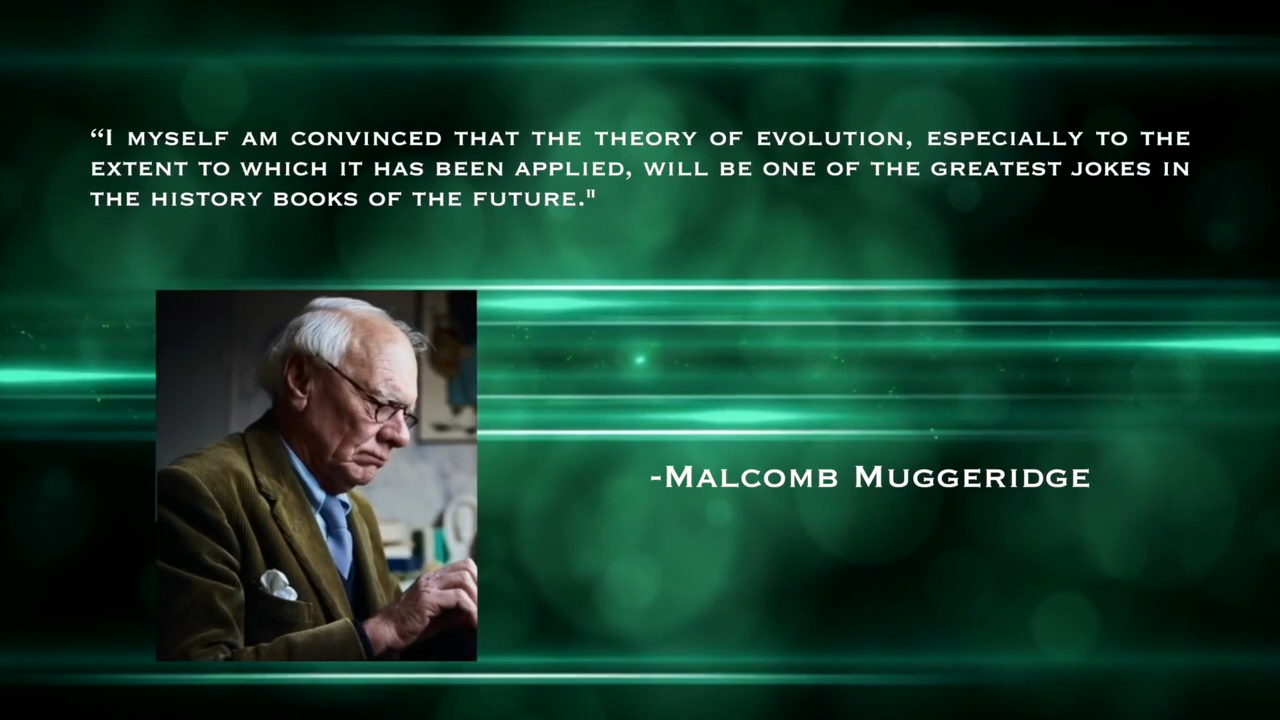 “I MYSELF AM CONVINCED THAT THE THEORY OF EVOLUTION, ESPECIALLY TO THE
EXTENT TO WHICH IT HAS BEEN APPLIED, WILL BE ONE OF THE GREATEST JOKES IN
THE HISTORY BOOKS OF THE FUTURE."
-MALCOMB MUGGERIDGE